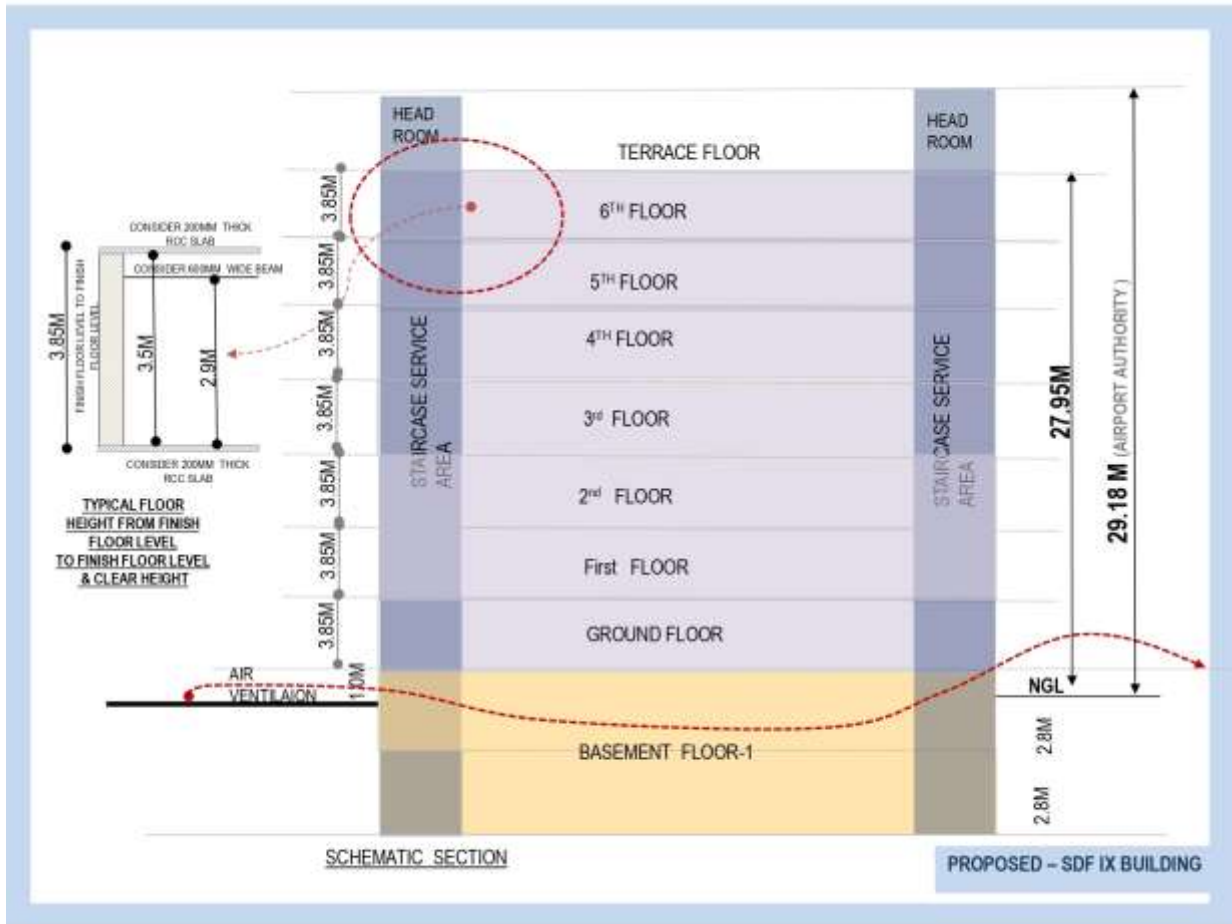 HEAD
ROOM
HEAD
ROOM
TERRACE FLOOR
6TH FLOOR
5TH FLOOR
4TH FLOOR
3rd FLOOR
2nd FLOOR
First FLOOR
GROUND FLOOR
BASEMENT FLOOR-1
STAIRCASE SERVICE
AREA
STAIRCASE SERVICE
AREA
3.85M
3.85M
3.85M
3.85M
3.85M
3.85M
3.85M
1.0M
CONSIDER 200MM THICK
RCC SLAB
CONSIDER 600MM WIDE BEAM
3.85M
FINISH FLOOR LEVEL TO FINISH
FLOOR LEVEL
3.5M
2.9M
CONSIDER 200MM THICK
RCC SLAB
TYPICAL FLOOR
HEIGHT FROM FINISH
FLOOR LEVEL
TO FINISH FLOOR LEVEL
& CLEAR HEIGHT
AIR
VENTILAION
27.95M
29.18 M (AIRPORT AUTHORITY )
NGL
2.8M
2.8M
SCHEMATIC SECTION
PROPOSED – SDF IX BUILDING